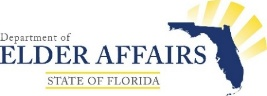 Department of
ELDER AFFAIRS
STATE OF FLORIDA